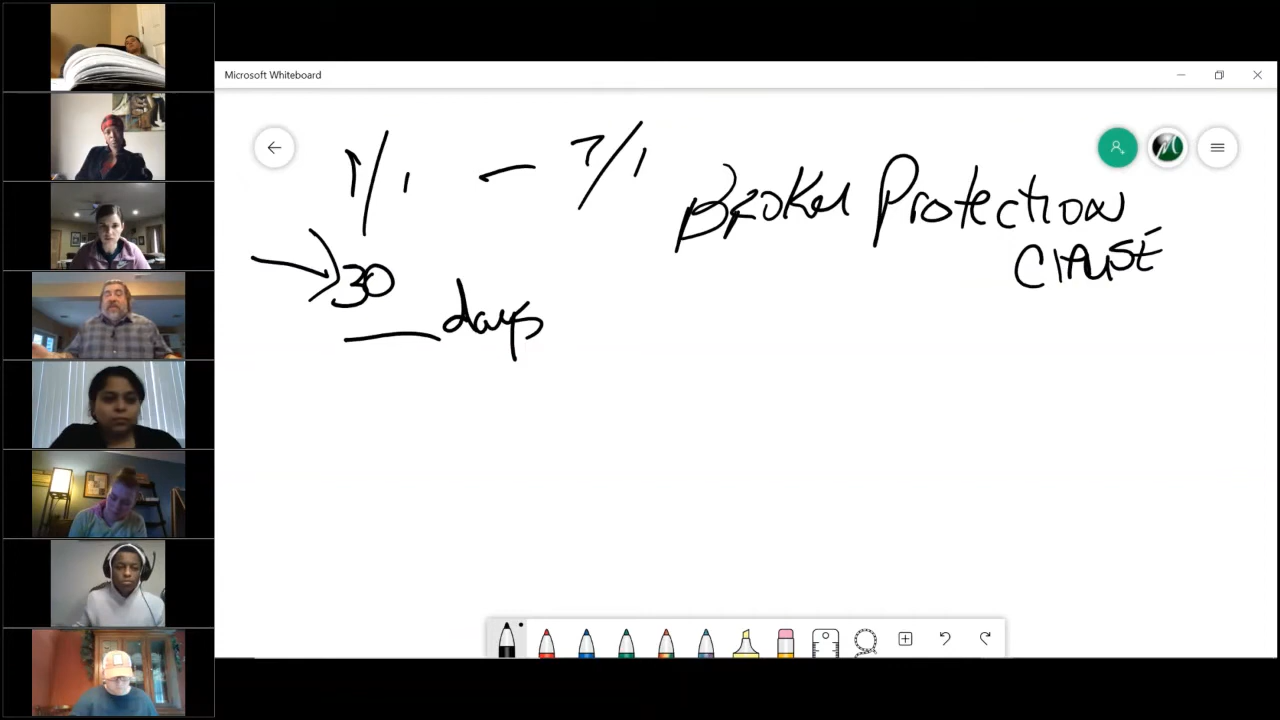 Microsoft Whiteboard
1/1 – 7/1
Broker Protection
Clause
30
days